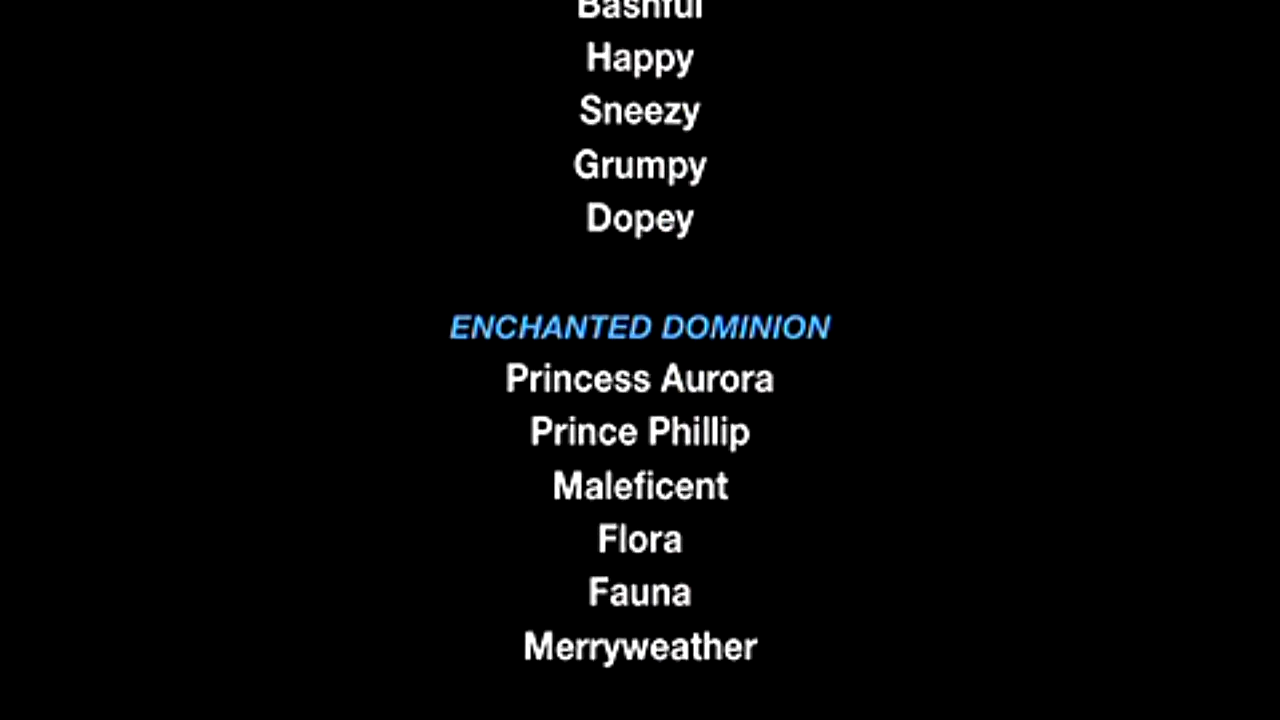 Bashful
Happy
Sneezy
Grumpy
Dopey
ENCHANTED DOMINION
Princess Aurora
Prince Phillip
Maleficent
Flora
Fauna
Merryweather